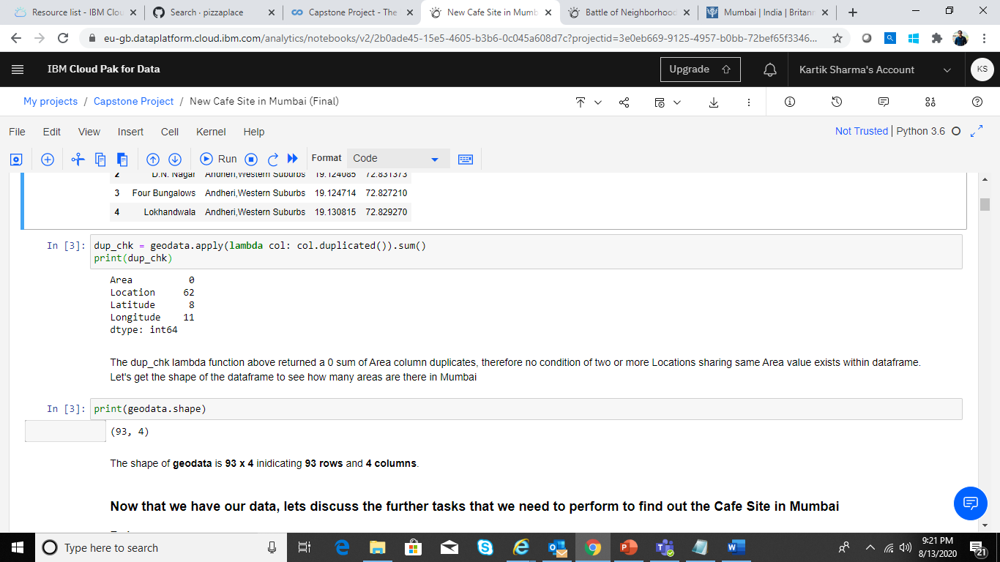 Resource list - IBM Clou
Search · pizzaplace
Capstone Project - The
New Cafe Site in Mumb
Battle of Neighborhood
Mumbai | India | Britann
eu-gb.dataplatform.cloud.ibm.com/analytics/notebooks/v2/2b0ade45-15e5-4605-b3b6-0c045a608d7c?projectid=3e0eb669-9125-4957-b0bb-72bef65f3346...
IBM Cloud Pak for Data
Upgrade
Kartik Sharma's Account
KS
My projects / Capstone Project / New Cafe Site in Mumbai (Final)
File Edit View Insert Cell Kernel Help
Not Trusted | Python 3.6
Run
Format
Code
2 D.N. Nagar Andheri,Western Suburbs 19.124085 72.831373
3 Four Bungalows Andheri,Western Suburbs 19.124714 72.827210
4 Lokhandwala Andheri,Western Suburbs 19.130815 72.829270
In [3]: dup_chk = geodata.apply(lambda col: col.duplicated()).sum()
print(dup_chk)
Area 0
Location 62
Latitude 8
Longitude 11
dtype: int64
The dup_chk lambda function above returned a 0 sum of Area column duplicates, therefore no condition of two or more Locations sharing same Area value exists within dataframe.
Let's get the shape of the dataframe to see how many areas are there in Mumbai
In [3]: print(geodata.shape)
(93, 4)
The shape of geodata is 93 x 4 inidicating 93 rows and 4 columns.
Now that we have our data, lets discuss the further tasks that we need to perform to find out the Cafe Site in Mumbai
Type here to search
9:21 PM
8/13/2020
21